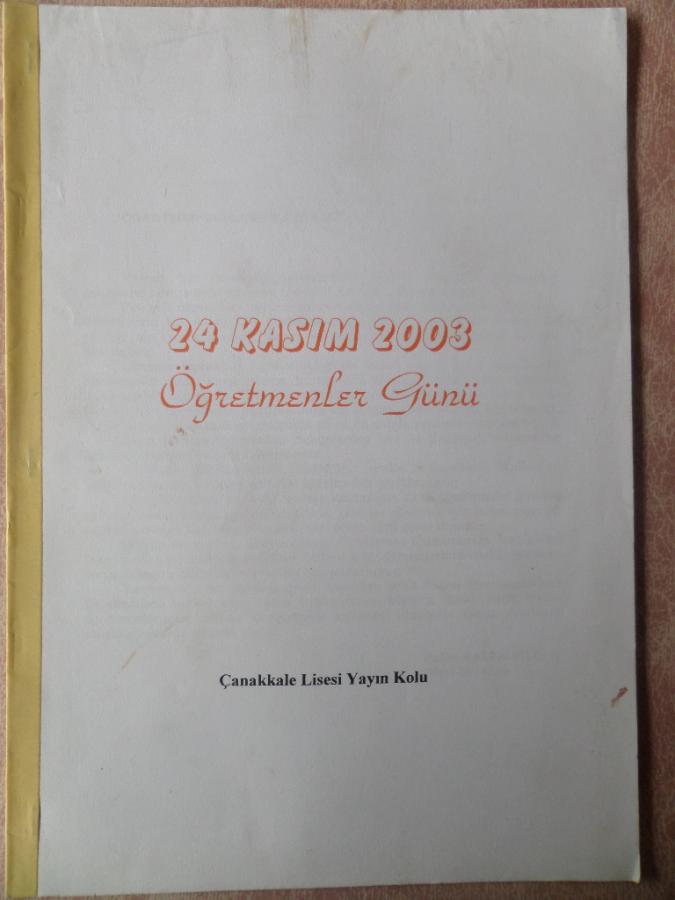 24 KASIM 2003
Öğretmenler Günü
Çanakkale Lisesi Yayın Kolu